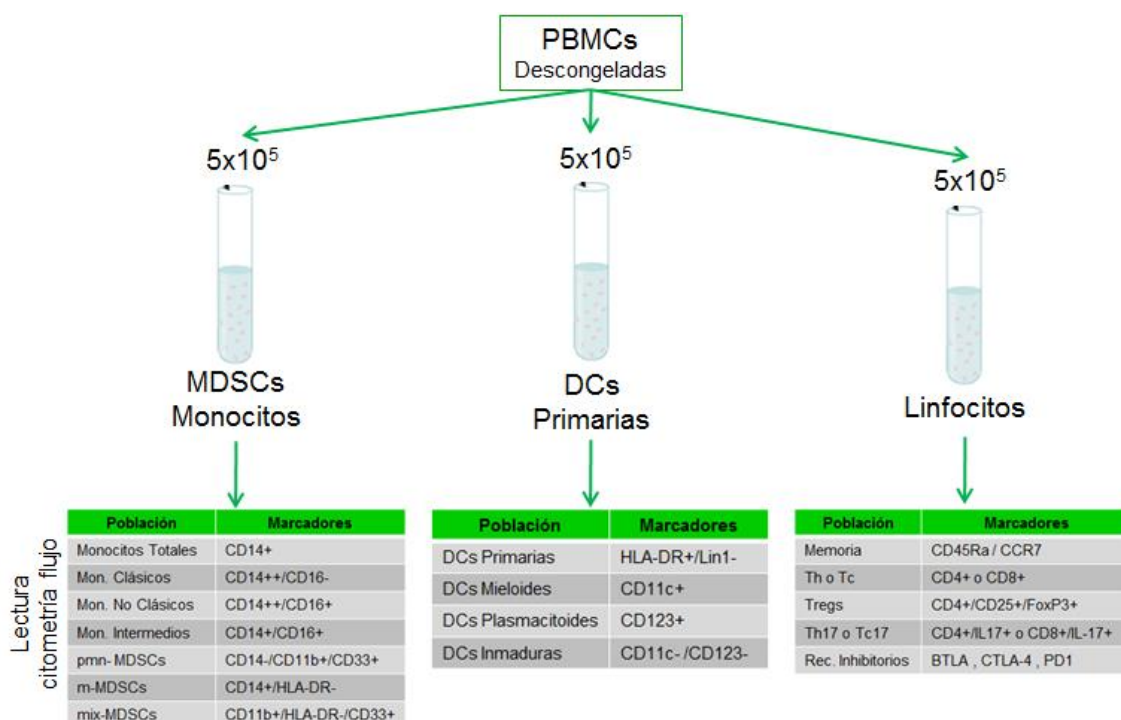 PBMCs
Descongeladas
5x10⁵
5x10⁵
5x10⁵
MDSCs
Monocitos
DCs
Primarias
Linfocitos
Lectura
citometría flujo
Población Marcadores
Monocitos Totales CD14+
Mon. Clásicos CD14++/CD16-
Mon. No Clásicos CD14++/CD16+
Mon. Intermedios CD14+/CD16+
pmn- MDSCs CD14-/CD11b+/CD33+
m-MDSCs CD14+/HLA-DR-
mix-MDSCs CD11b+/HLA-DR-/CD33+
Población Marcadores
DCs Primarias HLA-DR+/Lin1-
DCs Mieloides CD11c+
DCs Plasmacitoides CD123+
DCs Inmaduras CD11c- /CD123-
Población Marcadores
Memoria CD45Ra / CCR7
Th o Tc CD4+ o CD8+
Tregs CD4+/CD25+/FoxP3+
Th17 o Tc17 CD4+/IL17+ o CD8+/IL-17+
Rec. Inhibitorios BTLA , CTLA-4 , PD1